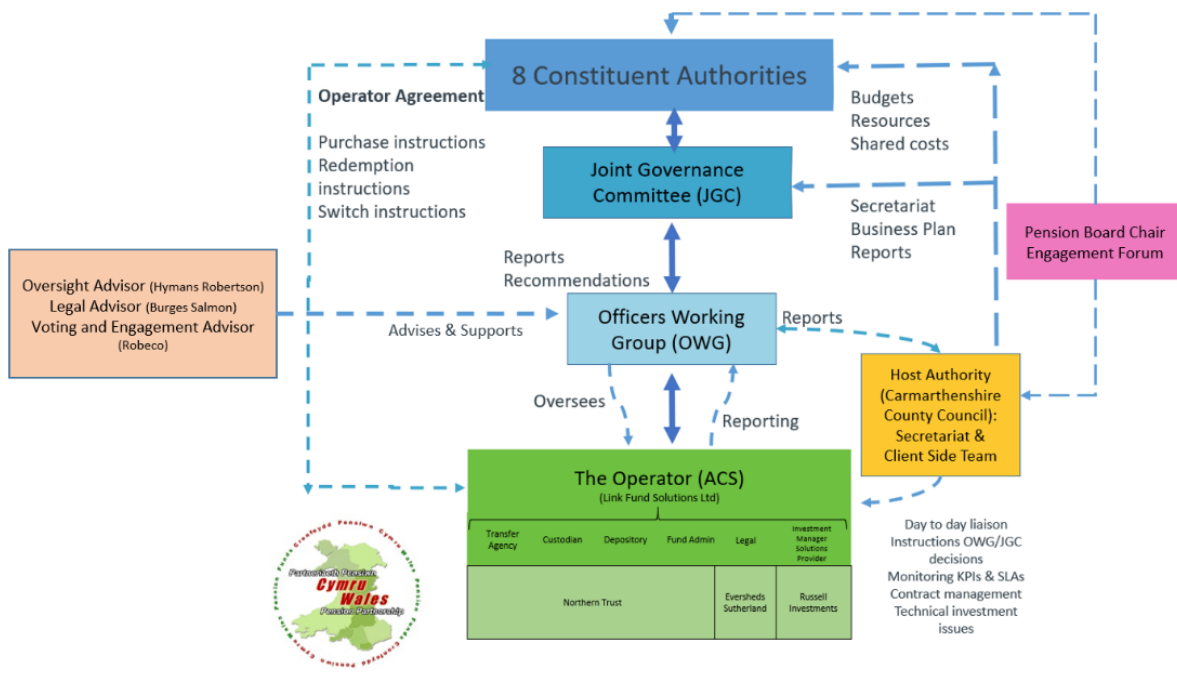 8 Constituent Authorities
Operator Agreement
Purchase instructions
Redemption
instructions
Switch instructions
Budgets
Resources
Shared costs
Joint Governance
Committee (JGC)
Secretariat
Business Plan
Reports
Pension Board Chair
Engagement Forum
Oversight Advisor (Hymans Robertson)
Legal Advisor (Burges Salmon)
Voting and Engagement Advisor
(Robeco)
Advises & Supports
Reports
Recommendations
Officers Working
Group (OWG)
Reports
Host Authority
(Carmarthenshire
County Council):
Secretariat &
Client Side Team
Oversees
Reporting
The Operator (ACS)
(Link Fund Solutions Ltd)
Transfer
Agency
Custodian
Depository
Fund Admin
Legal
Investment
Manager
Solutions
Provider
Northern Trust
Eversheds
Sutherland
Russell
Investments
Day to day liaison
Instructions OWG/JGC
decisions
Monitoring KPIs & SLAs
Contract management
Technical investment
issues
Partneriaeth Pensiwn
Cymru
Wales
Pension Partnership